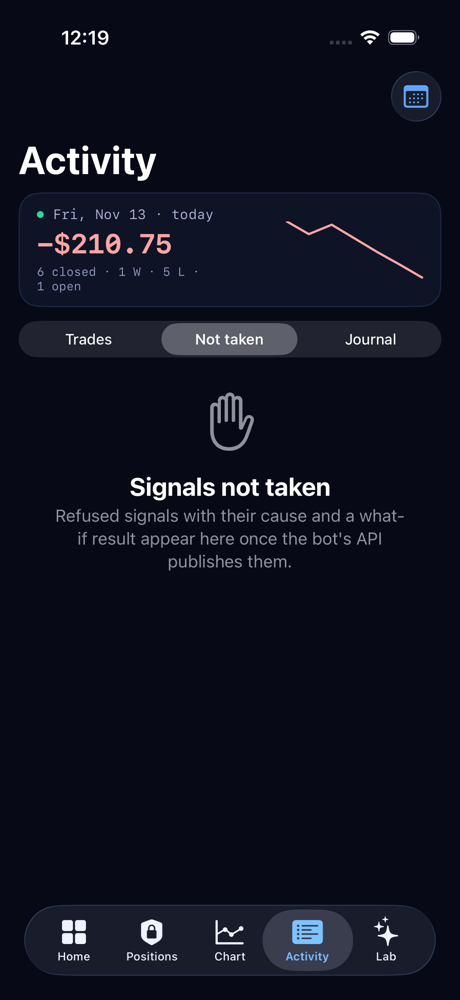 12:19
Activity
Fri, Nov 13 · today
−$210.75
6 closed · 1 W · 5 L ·
1 open
Trades
Not taken
Journal
Signals not taken
Refused signals with their cause and a what-
if result appear here once the bot's API
publishes them.
Home
Positions
Chart
Activity
Lab